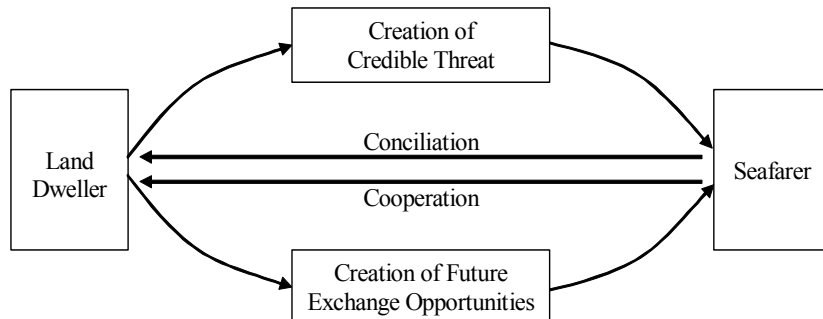 Creation of
Credible Threat
Land
Dweller
Conciliation
Cooperation
Seafarer
Creation of Future
Exchange Opportunities